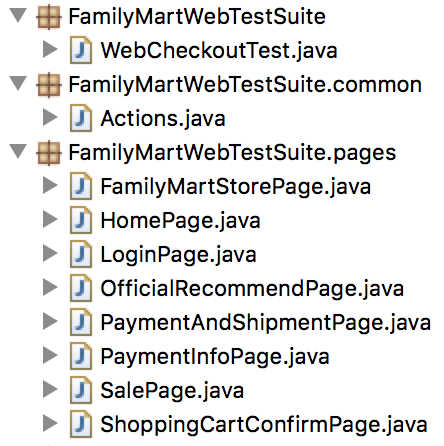 FamilyMartWebTestSuite
WebCheckoutTest.java
FamilyMartWebTestSuite.common
Actions.java
FamilyMartWebTestSuite.pages
FamilyMartStorePage.java
HomePage.java
LoginPage.java
OfficialRecommendPage.java
PaymentAndShipmentPage.java
PaymentInfoPage.java
SalePage.java
ShoppingCartConfirmPage.java